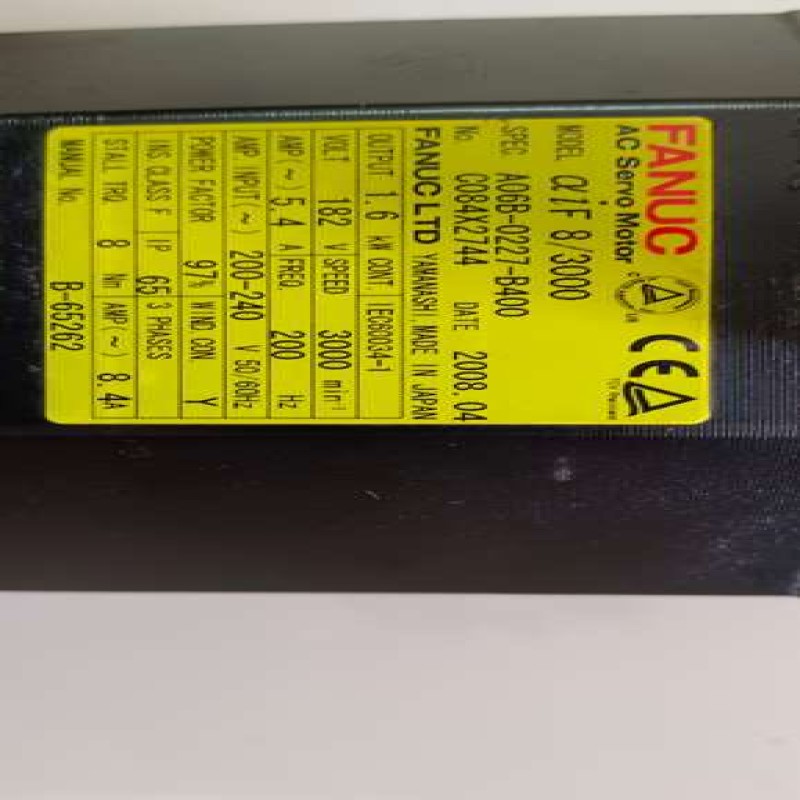 FANUC
AC Servo Motor
MODEL αiF 8/3000
SPEC A06B-0227-B400
No. C084X2744 DATE 2008.04
FANUC LTD YAMANASHI MADE IN JAPAN
OUTPUT 1.6 kW CONT IEC60034-1
VOLT 182 V SPEED 3000 min⁻¹
AMP(~) 5.4 A FREQ 200 Hz
AMP INPUT(~) 200-240 V 50/60Hz
POWER FACTOR 97% WIND CON Y
INS CLASS F IP 65 3 PHASES
STALL TRQ 8 Nm AMP(~) 8.4A
MANUAL No. B-65262